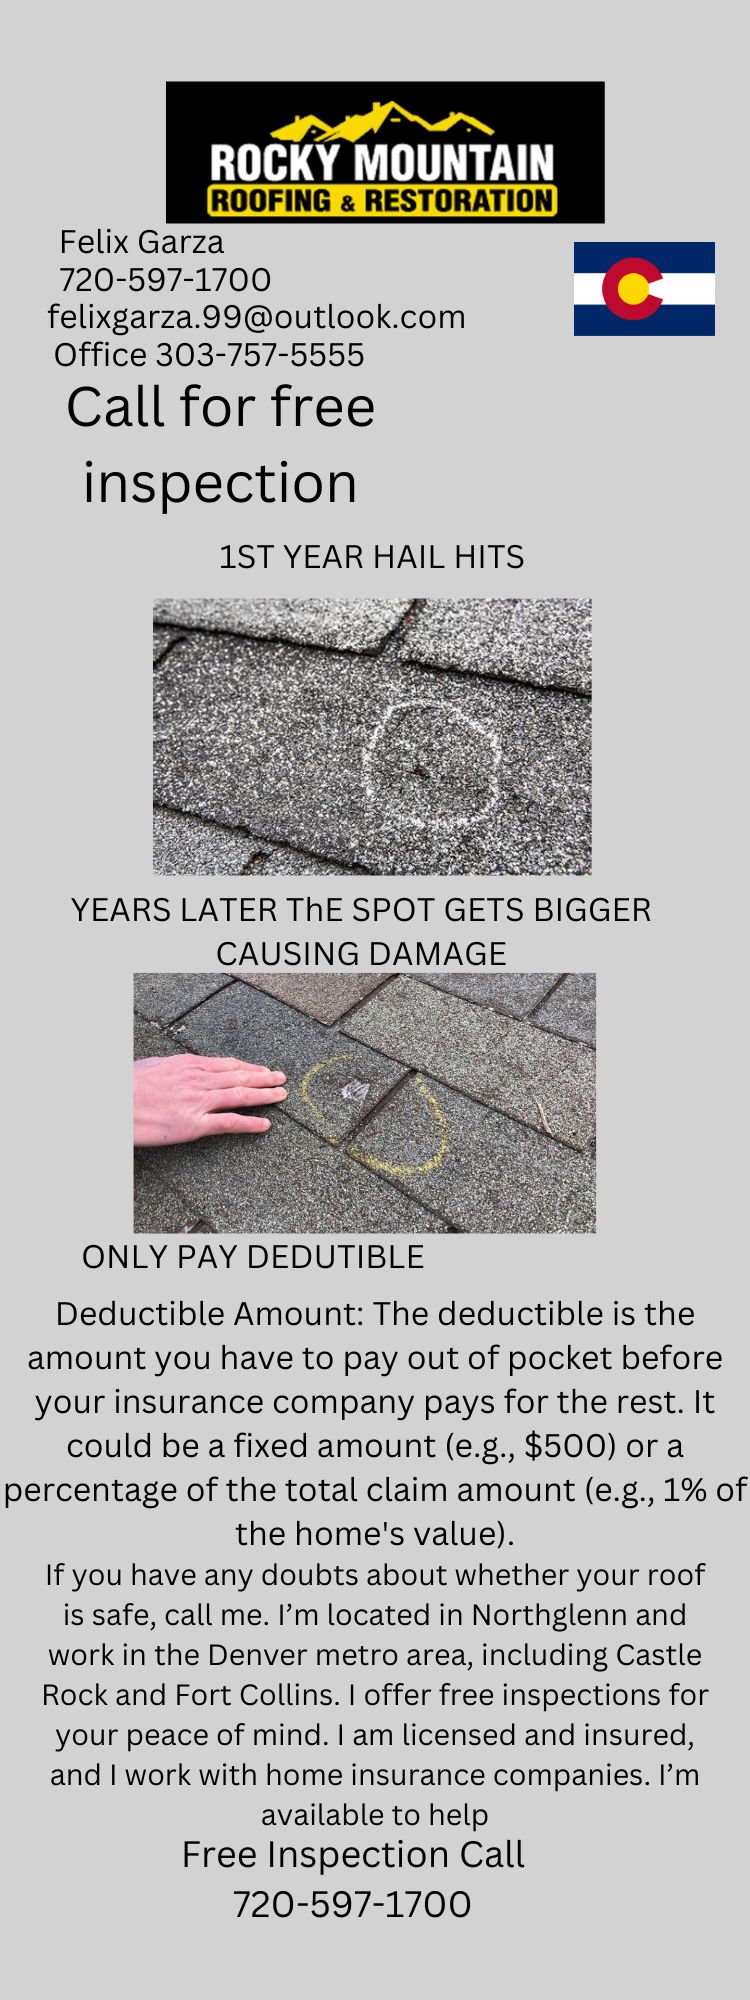 ROCKY MOUNTAIN
ROOFING & RESTORATION
Felix Garza
720-597-1700
felixgarza.99@outlook.com
Office 303-757-5555
Call for free
inspection
1ST YEAR HAIL HITS
YEARS LATER ThE SPOT GETS BIGGER
CAUSING DAMAGE
ONLY PAY DEDUTIBLE
Deductible Amount: The deductible is the
amount you have to pay out of pocket before
your insurance company pays for the rest. It
could be a fixed amount (e.g., $500) or a
percentage of the total claim amount (e.g., 1% of
the home's value).
If you have any doubts about whether your roof
is safe, call me. I’m located in Northglenn and
work in the Denver metro area, including Castle
Rock and Fort Collins. I offer free inspections for
your peace of mind. I am licensed and insured,
and I work with home insurance companies. I’m
available to help
Free Inspection Call
720-597-1700